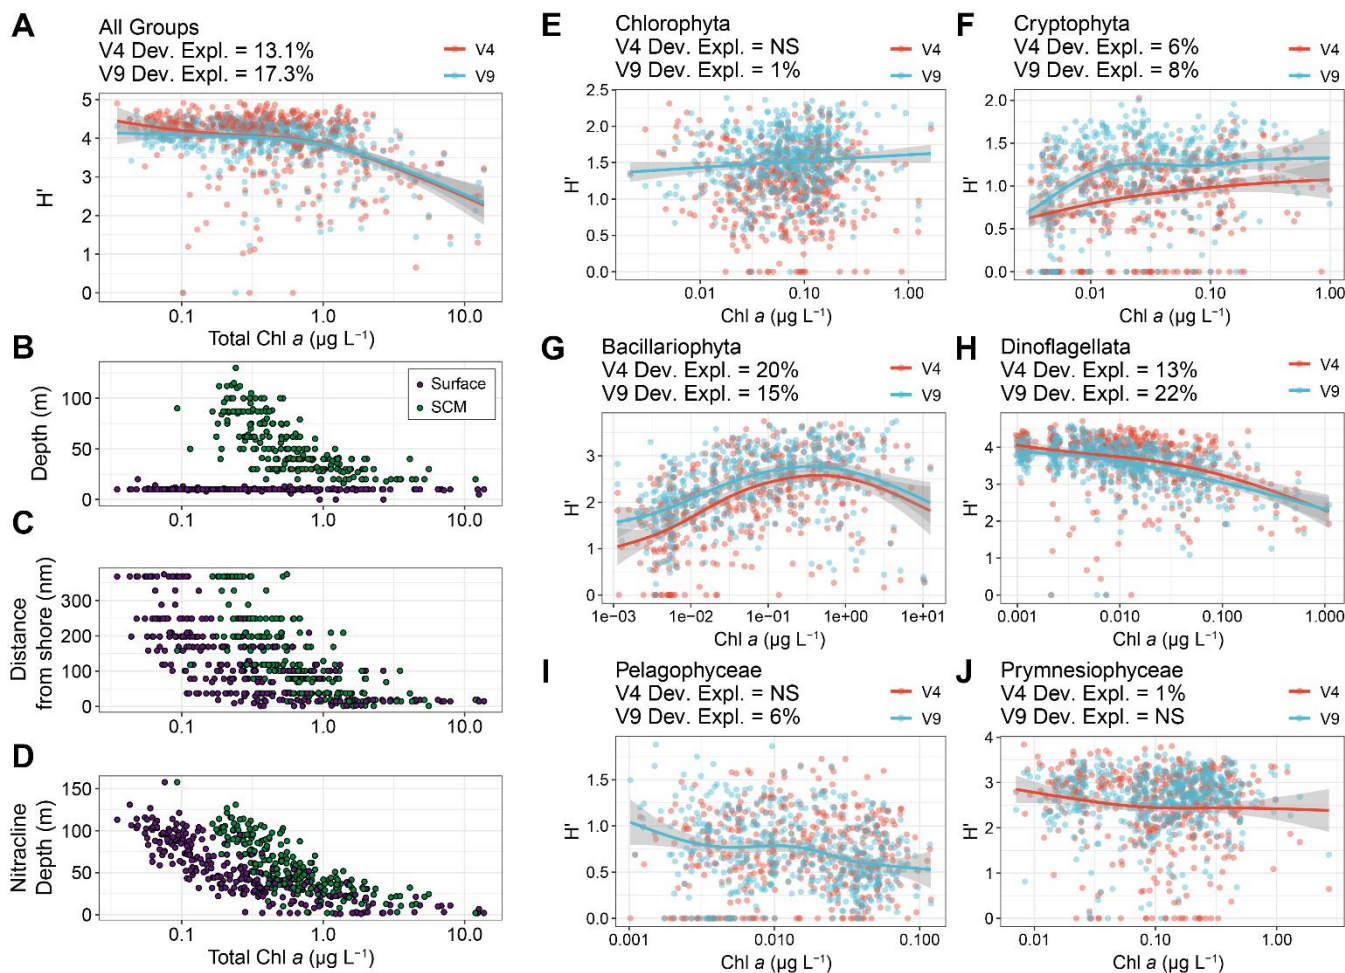 A
All Groups
V4 Dev. Expl. = 13.1%
V9 Dev. Expl. = 17.3%
V4
V9
5
4
3
2
1
0
H'
0.1
1.0
10.0
Total Chl a (µg L⁻¹)
B
Surface
SCM
100
50
0
Depth (m)
0.1
1.0
10.0
C
300
200
100
0
Distance
from shore (nm)
0.1
1.0
10.0
D
150
100
50
0
Nitracline
Depth (m)
0.1
1.0
10.0
Total Chl a (µg L⁻¹)
E
Chlorophyta
V4 Dev. Expl. = NS
V9 Dev. Expl. = 1%
V4
V9
2.5
2.0
1.5
1.0
0.5
0.0
H'
0.01
0.10
1.00
Chl a (µg L⁻¹)
F
Cryptophyta
V4 Dev. Expl. = 6%
V9 Dev. Expl. = 8%
V4
V9
2.0
1.5
1.0
0.5
0.0
H'
0.01
0.10
1.00
Chl a (µg L⁻¹)
G
Bacillariophyta
V4 Dev. Expl. = 20%
V9 Dev. Expl. = 15%
V4
V9
3
2
1
0
H'
1e−03
1e−02
1e−01
1e+00
1e+01
Chl a (µg L⁻¹)
H
Dinoflagellata
V4 Dev. Expl. = 13%
V9 Dev. Expl. = 22%
V4
V9
4
3
2
1
0
H'
0.001
0.010
0.100
1.000
Chl a (µg L⁻¹)
I
Pelagophyceae
V4 Dev. Expl. = NS
V9 Dev. Expl. = 6%
V4
V9
1.5
1.0
0.5
0.0
H'
0.001
0.010
0.100
Chl a (µg L⁻¹)
J
Prymnesiophyceae
V4 Dev. Expl. = 1%
V9 Dev. Expl. = NS
V4
V9
4
3
2
1
0
H'
0.01
0.10
1.00
Chl a (µg L⁻¹)